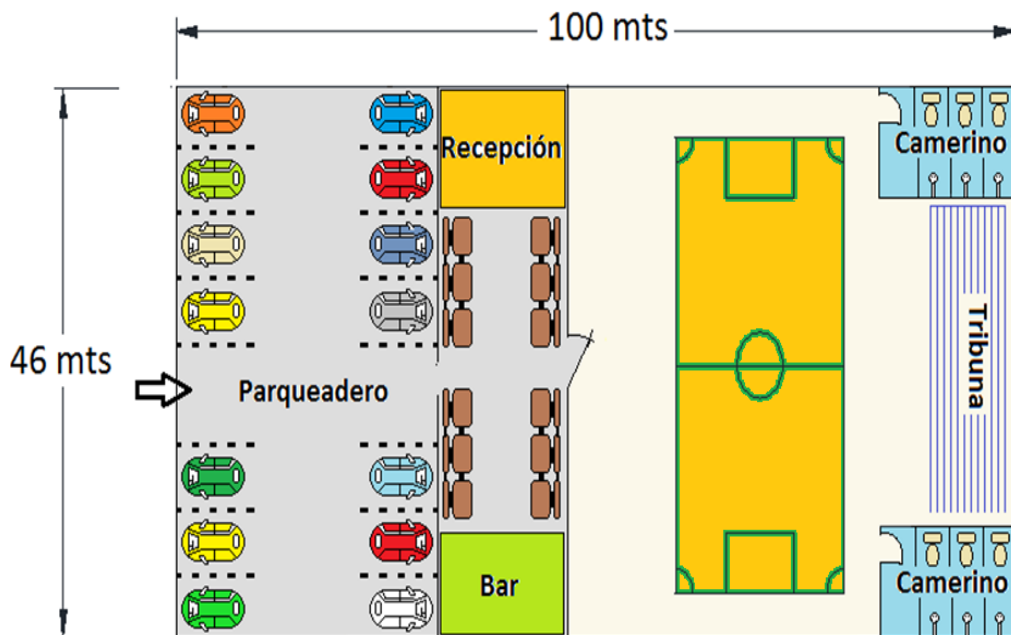 100 mts
Recepción
Camerino
46 mts
Parqueadero
Tribuna
Bar
Camerino